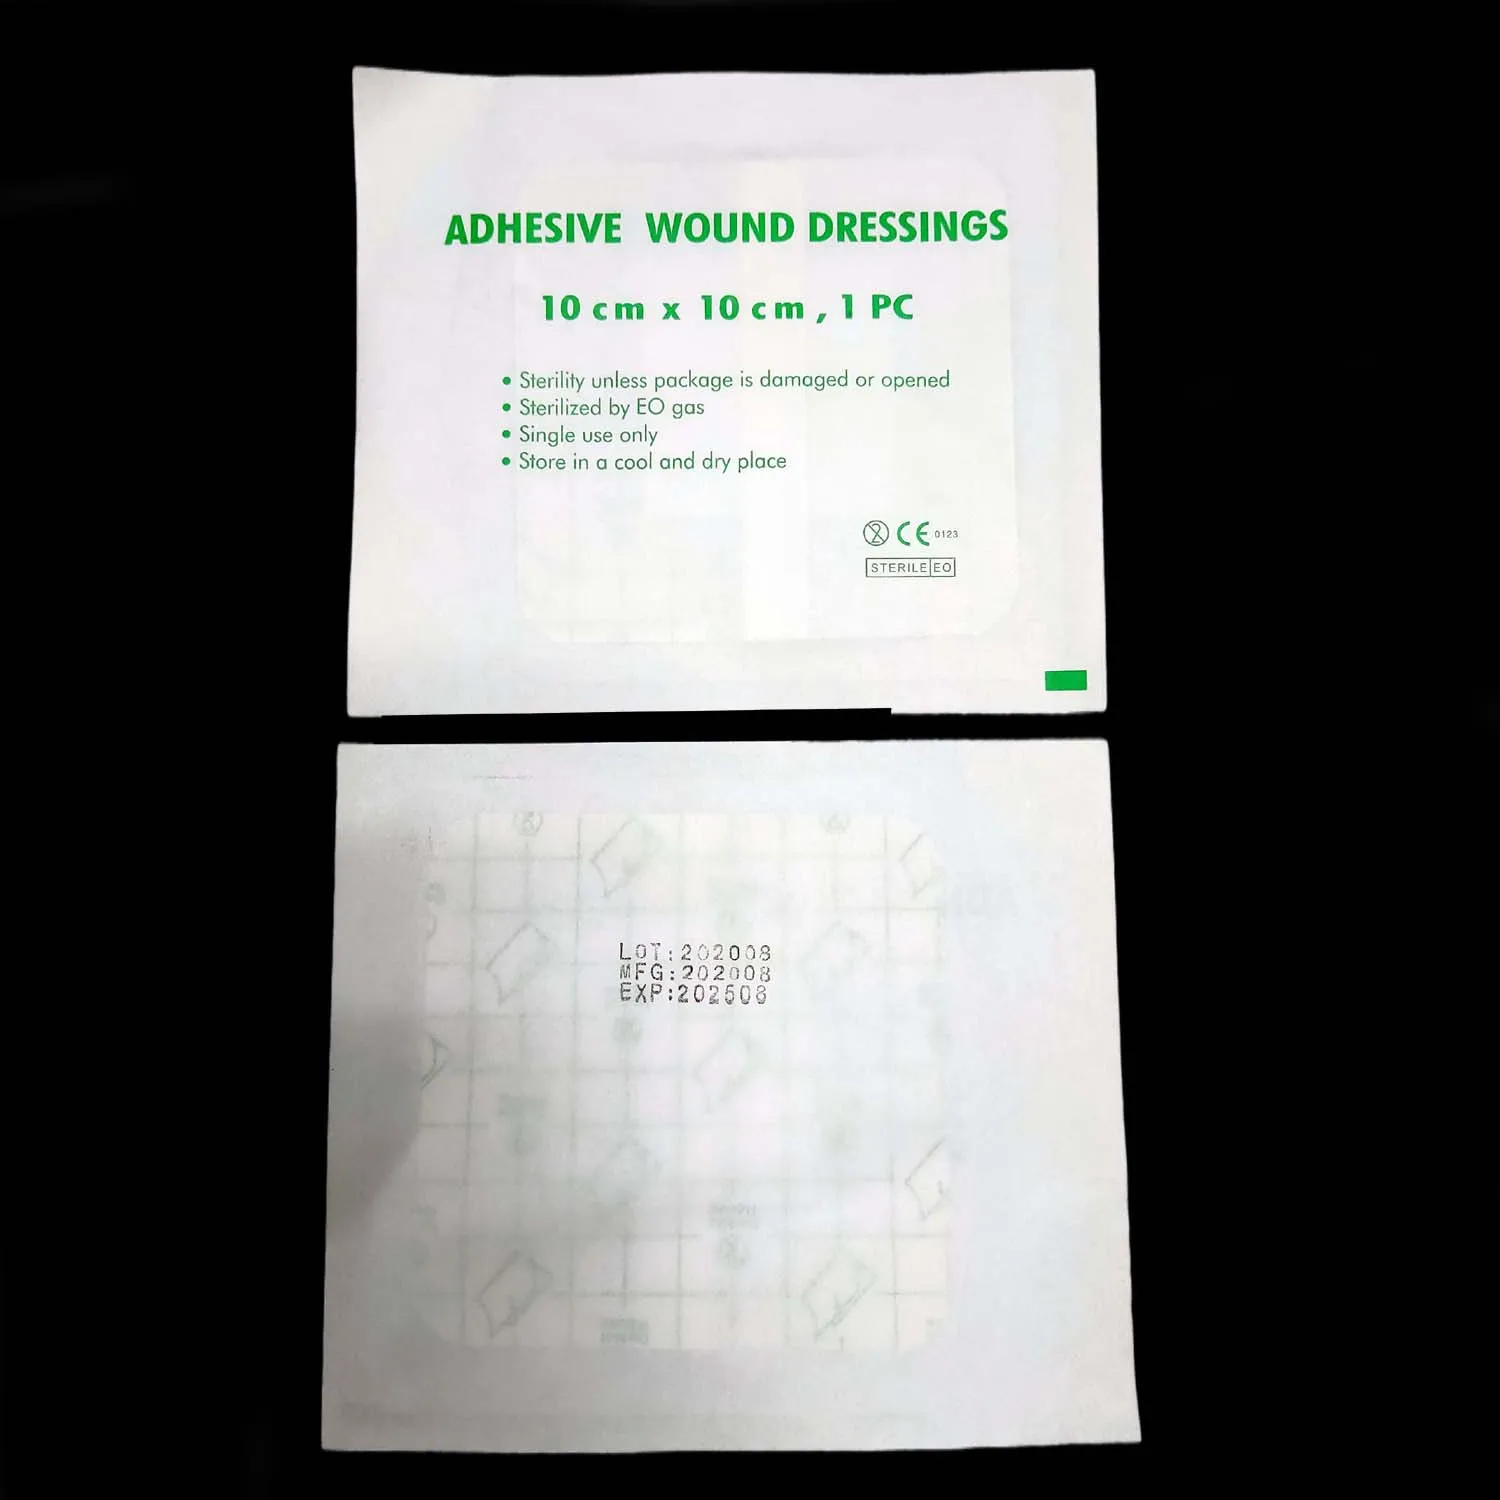 ADHESIVE WOUND DRESSINGS
10 cm x 10 cm, 1 PC
• Sterility unless package is damaged or opened
• Sterilized by EO gas
• Single use only
• Store in a cool and dry place
2 CE 0123
STERILE EO
LOT:202008
MFG:202008
EXP:202508